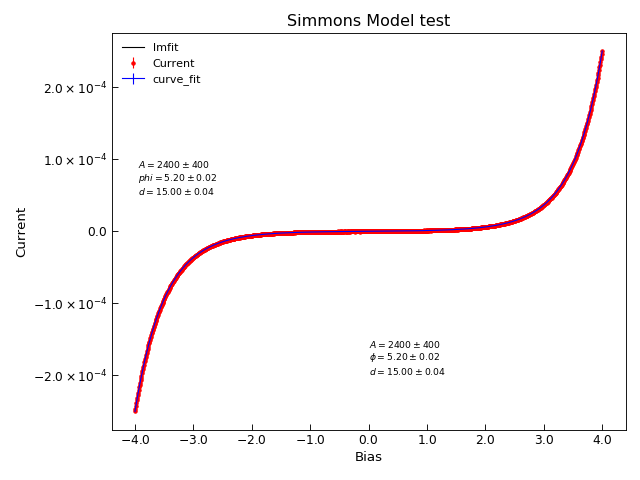 Simmons Model test
lmfit
Current
curve_fit
2.0 × 10⁻⁴
1.0 × 10⁻⁴
0.0
−1.0 × 10⁻⁴
−2.0 × 10⁻⁴
Current
A = 2400 ± 400
phi = 5.20 ± 0.02
d = 15.00 ± 0.04
A = 2400 ± 400
ϕ = 5.20 ± 0.02
d = 15.00 ± 0.04
−4.0 −3.0 −2.0 −1.0 0.0 1.0 2.0 3.0 4.0
Bias